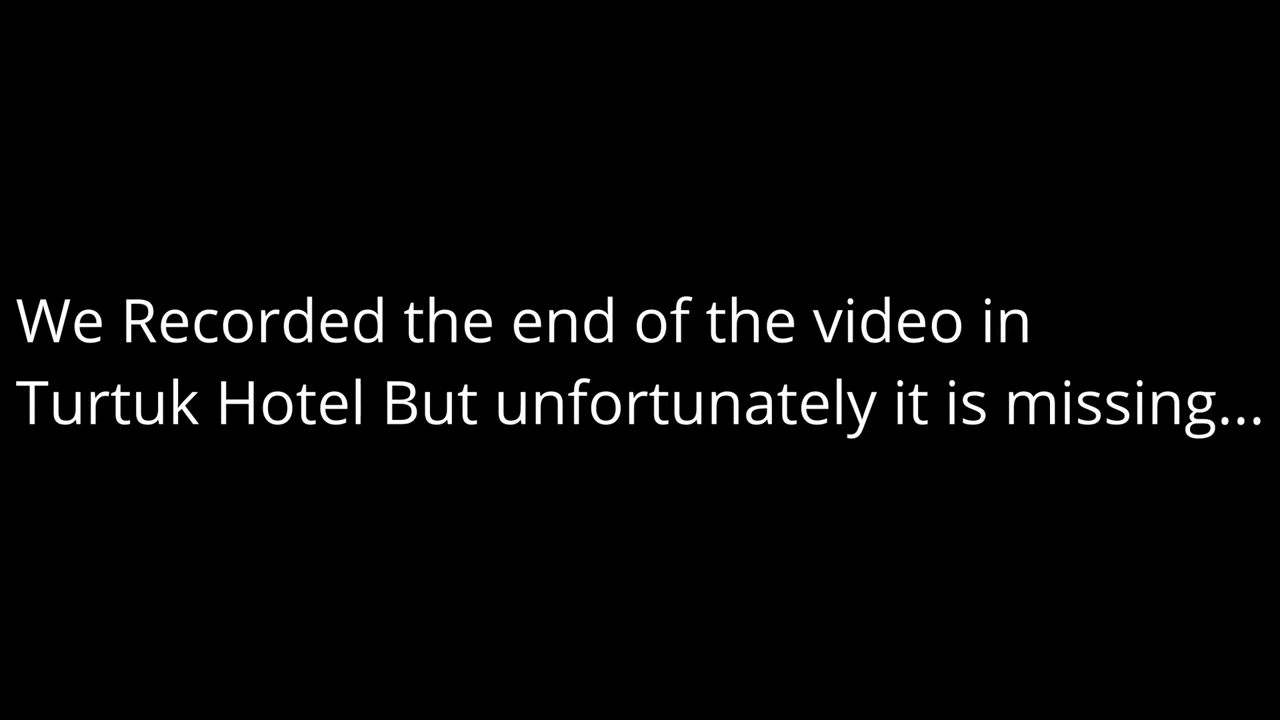 We Recorded the end of the video in
Turtuk Hotel But unfortunately it is missing...